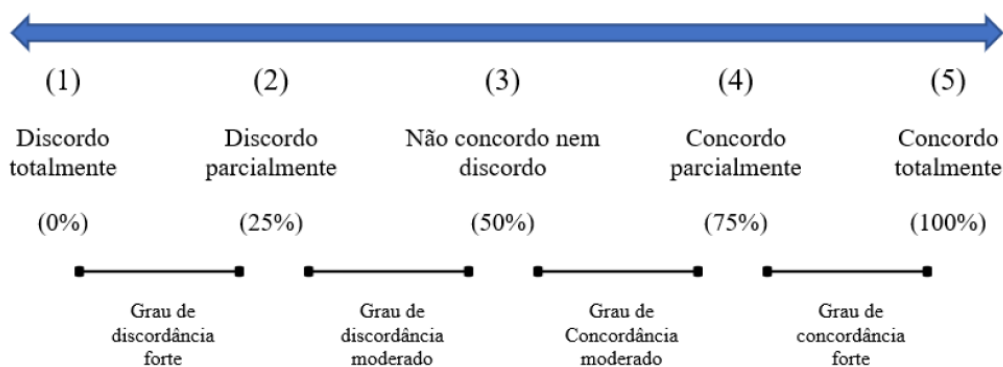 (1) (2) (3) (4) (5)
Discordo Discordo Não concordo nem Concordo Concordo
totalmente parcialmente discordo parcialmente totalmente
(0%) (25%) (50%) (75%) (100%)
Grau de Grau de Grau de Grau de
discordância discordância Concordância concordância
forte moderado moderado forte